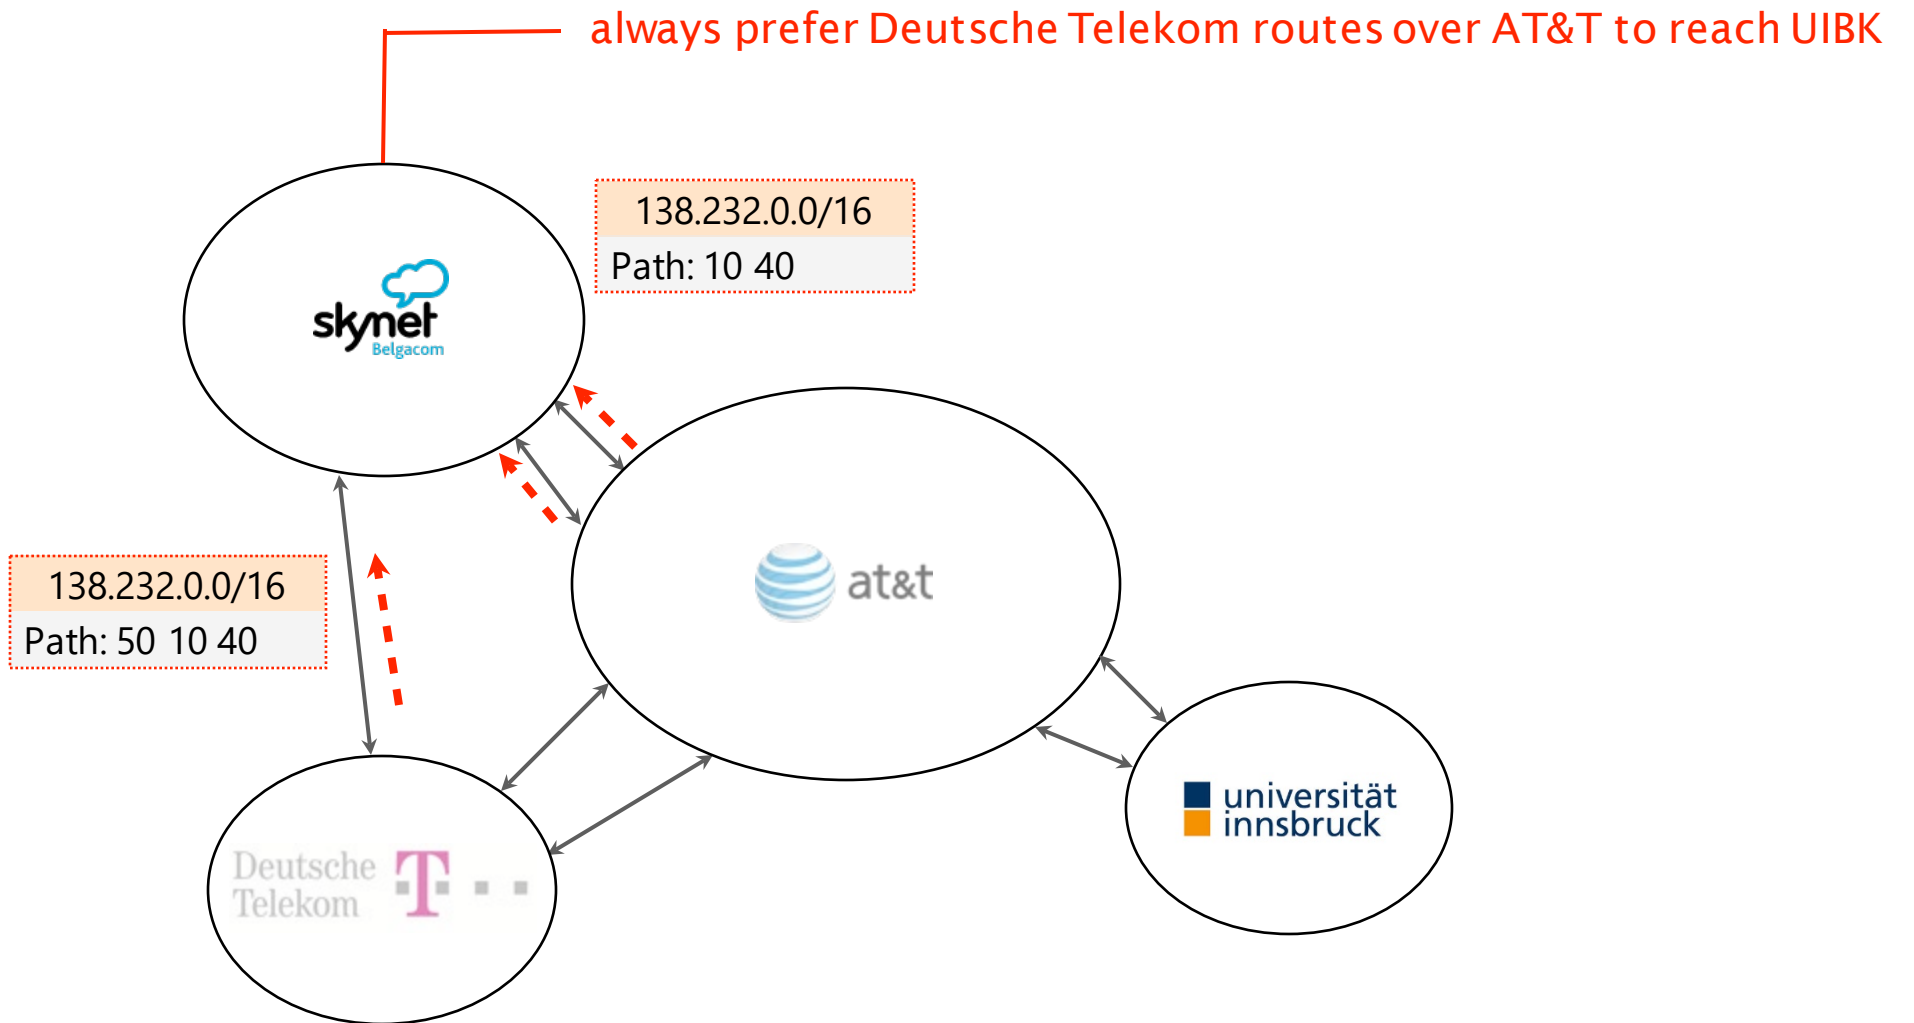 always prefer Deutsche Telekom routes over AT&T to reach UIBK
138.232.0.0/16
Path: 10 40
skynet
Belgacom
at&t
138.232.0.0/16
Path: 50 10 40
universität
innsbruck
Deutsche
Telekom
T